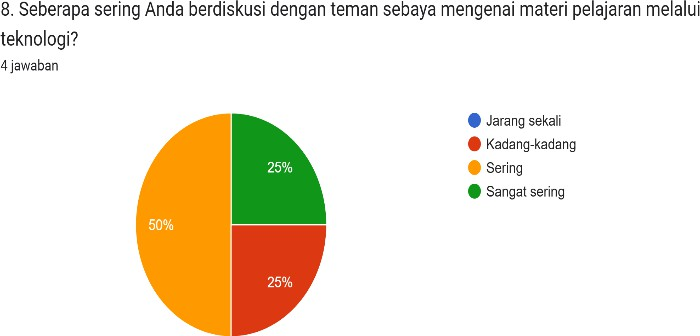 8. Seberapa sering Anda berdiskusi dengan teman sebaya mengenai materi pelajaran melalui
teknologi?
4 jawaban
Jarang sekali
Kadang-kadang
Sering
Sangat sering
25%
50%
25%